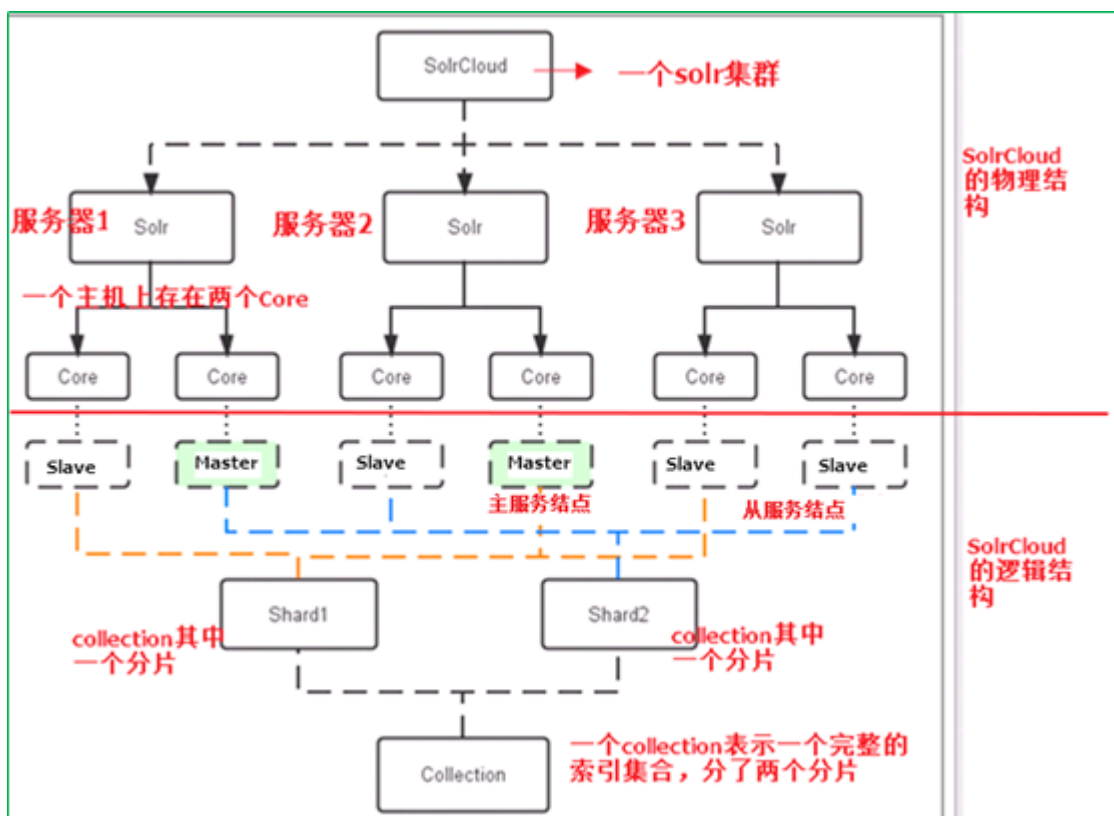 SolrCloud
一个solr集群
SolrCloud
的物理结
构
服务器1
Solr
服务器2
Solr
服务器3
Solr
一个主机上存在两个Core
Core
Core
Core
Core
Core
Core
Slave
Master
Slave
Master
Slave
Slave
主服务结点
从服务结点
SolrCloud
的逻辑结
构
Shard1
Shard2
collection其中
一个分片
collection其中
一个分片
Collection
一个collection表示一个完整的
索引集合，分了两个分片